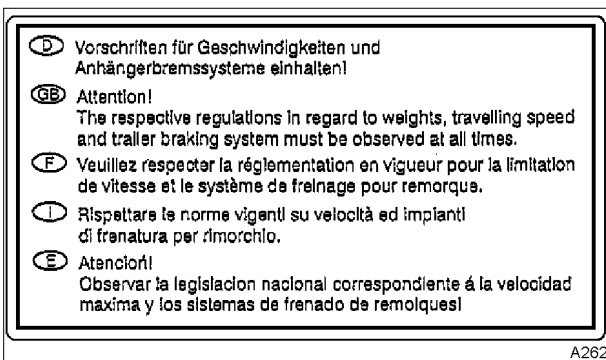 D Vorschriften für Geschwindigkeiten und
Anhängerbremssysteme einhalten!
GB Attention!
The respective regulations in regard to weights, travelling speed
and trailer braking system must be observed at all times.
F Veuillez respecter la réglementation en vigueur pour la limitation
de vitesse et le système de freinage pour remorque.
I Rispettare le norme vigenti su velocità ed impianti
di frenatura per rimorchio.
E Atencioń!
Observar la legislacion nacional correspondiente á la velocidad
maxima y los sistemas de frenado de remolques!
A262